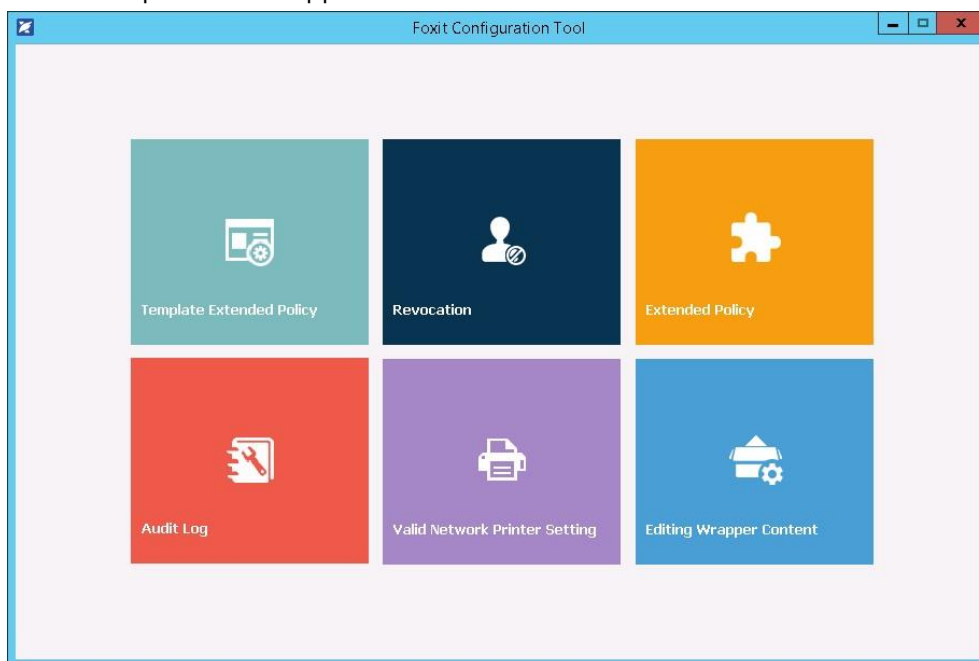 Foxit Configuration Tool
Template Extended Policy
Revocation
Extended Policy
Audit Log
Valid Network Printer Setting
Editing Wrapper Content